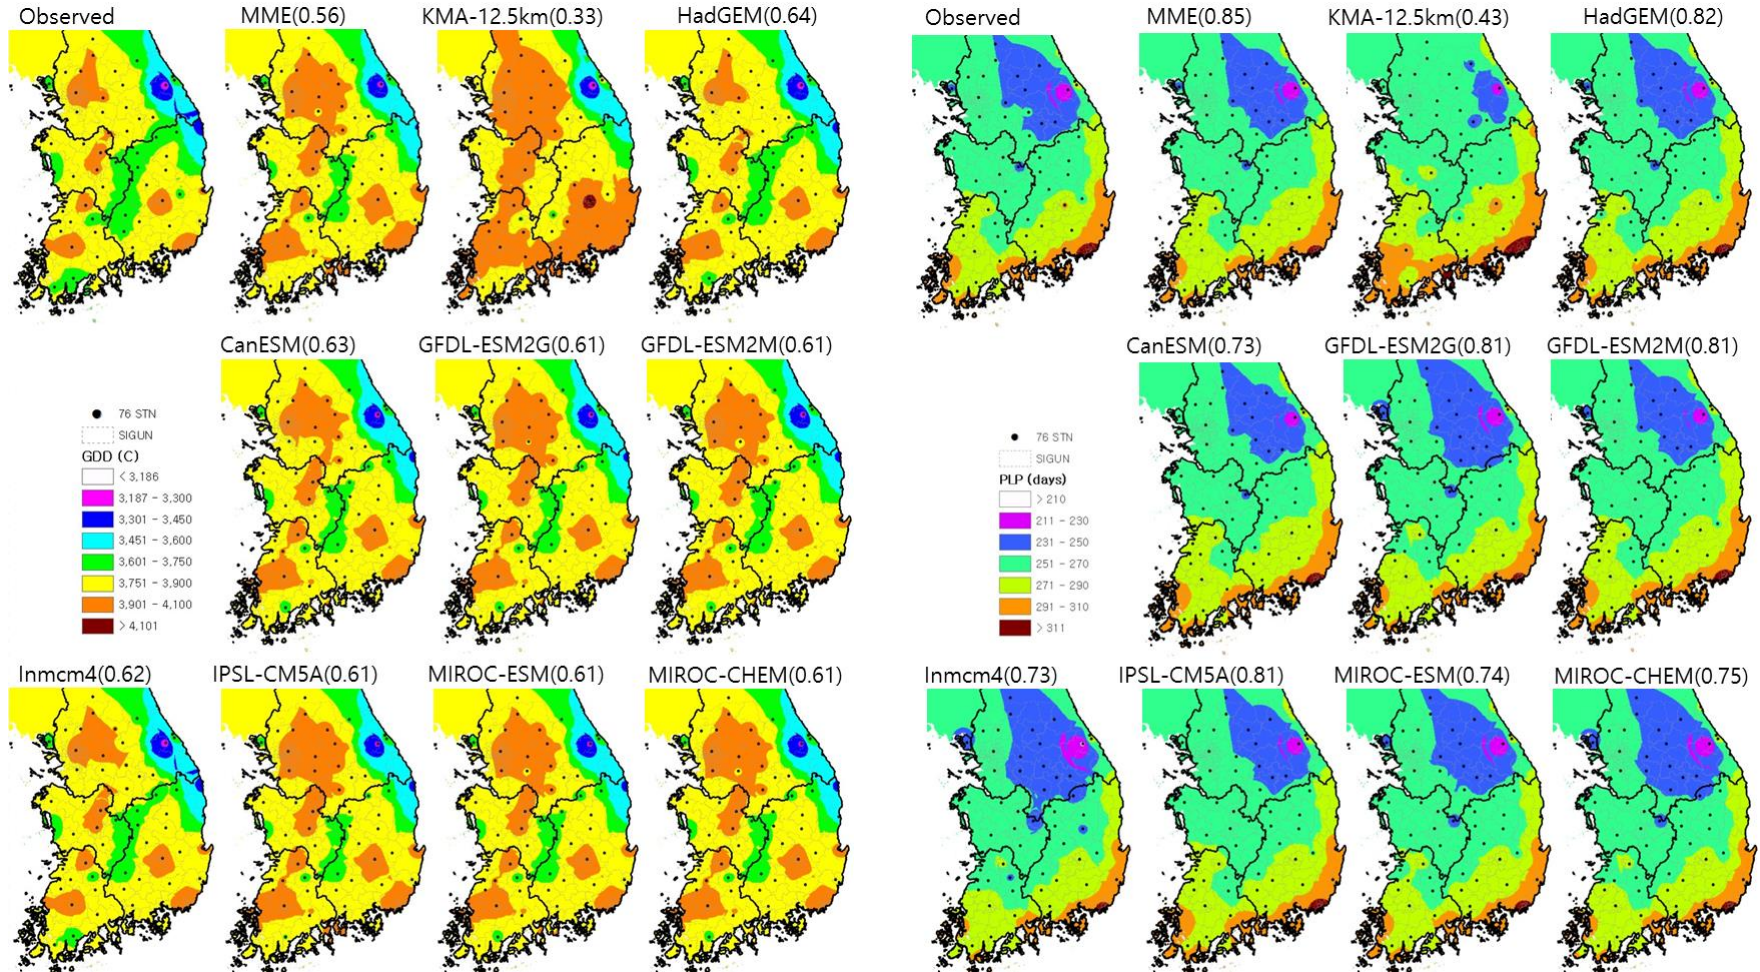 Observed
MME(0.56)
KMA-12.5km(0.33)
HadGEM(0.64)
CanESM(0.63)
GFDL-ESM2G(0.61)
GFDL-ESM2M(0.61)
76 STN
SIGUN
GDD (C)
< 3,186
3,187 - 3,300
3,301 - 3,450
3,451 - 3,600
3,601 - 3,750
3,751 - 3,900
3,901 - 4,100
> 4,101
Inmcm4(0.62)
IPSL-CM5A(0.61)
MIROC-ESM(0.61)
MIROC-CHEM(0.61)
Observed
MME(0.85)
KMA-12.5km(0.43)
HadGEM(0.82)
CanESM(0.73)
GFDL-ESM2G(0.81)
GFDL-ESM2M(0.81)
76 STN
SIGUN
PLP (days)
> 210
211 - 230
231 - 250
251 - 270
271 - 290
291 - 310
> 311
Inmcm4(0.73)
IPSL-CM5A(0.81)
MIROC-ESM(0.74)
MIROC-CHEM(0.75)